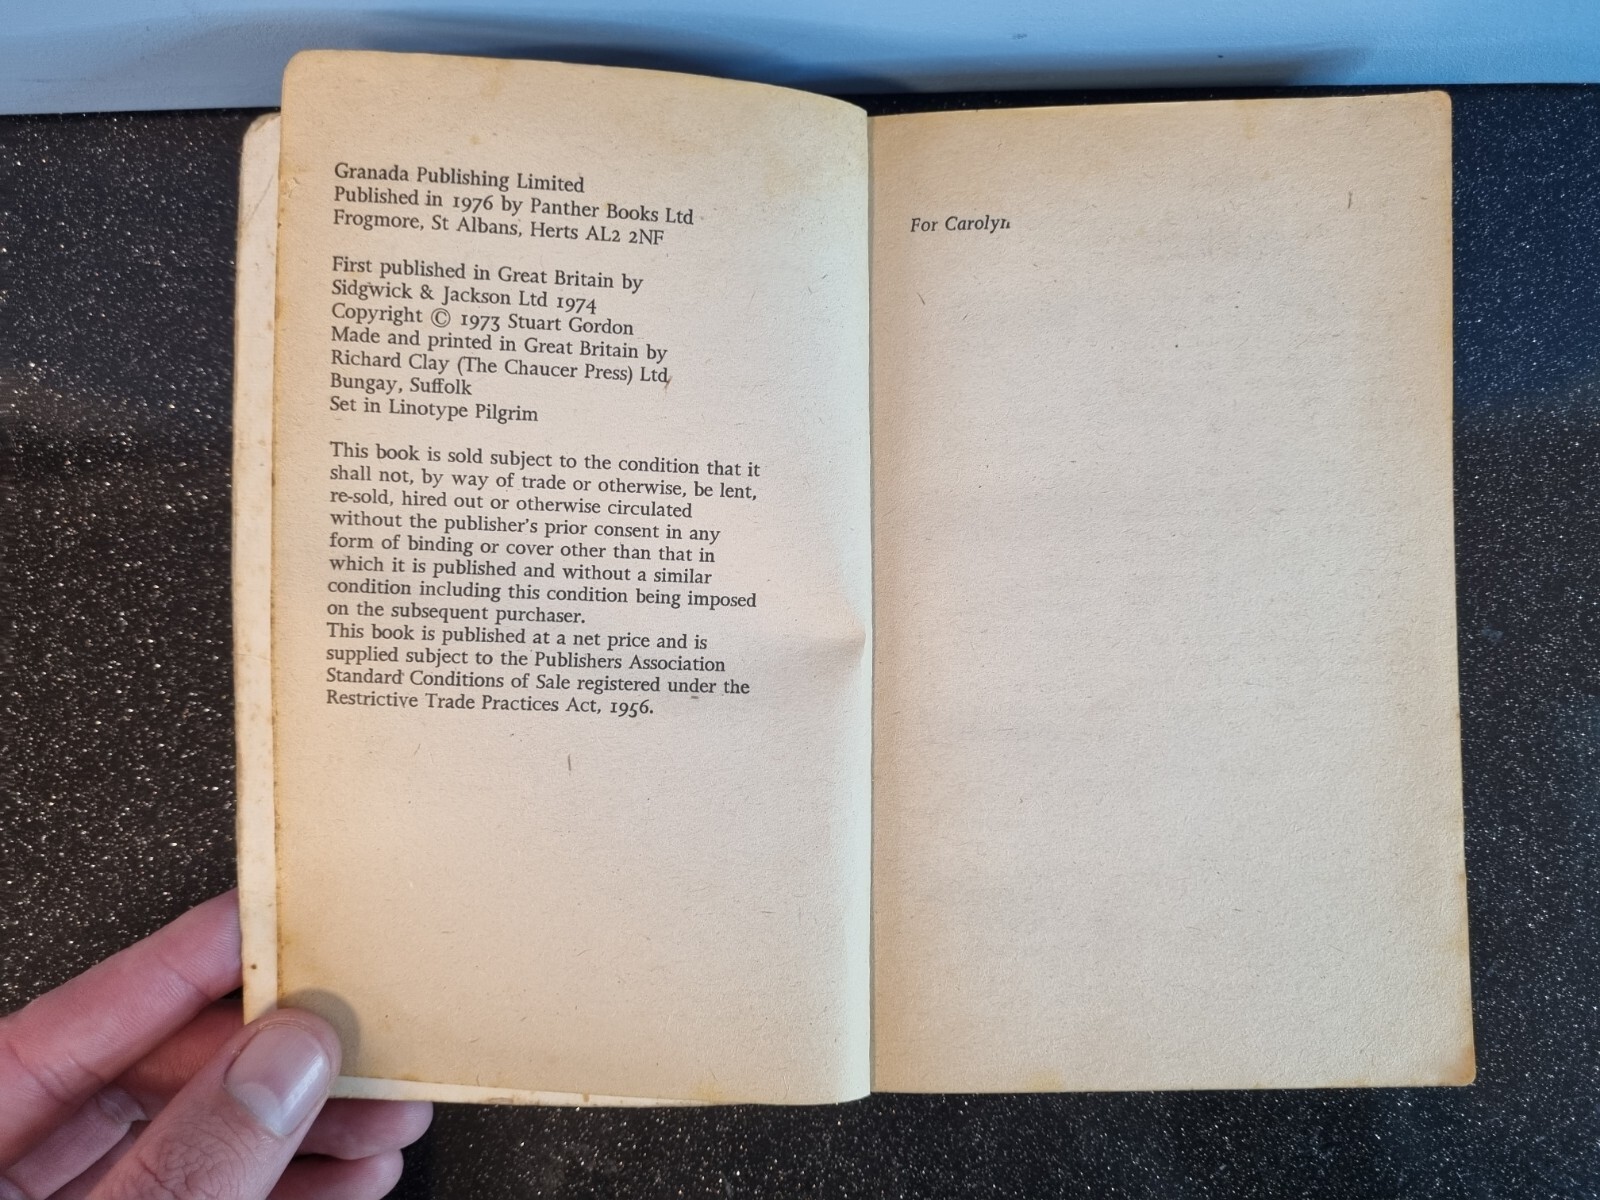 Granada Publishing Limited
Published in 1976 by Panther Books Ltd
Frogmore, St Albans, Herts AL2 2NF
First published in Great Britain by
Sidgwick & Jackson Ltd 1974
Copyright © 1973 Stuart Gordon
Made and printed in Great Britain by
Richard Clay (The Chaucer Press) Ltd
Bungay, Suffolk
Set in Linotype Pilgrim
This book is sold subject to the condition that it
shall not, by way of trade or otherwise, be lent,
re-sold, hired out or otherwise circulated
without the publisher's prior consent in any
form of binding or cover other than that in
which it is published and without a similar
condition including this condition being imposed
on the subsequent purchaser.
This book is published at a net price and is
supplied subject to the Publishers Association
Standard Conditions of Sale registered under the
Restrictive Trade Practices Act, 1956.
For Carolyn